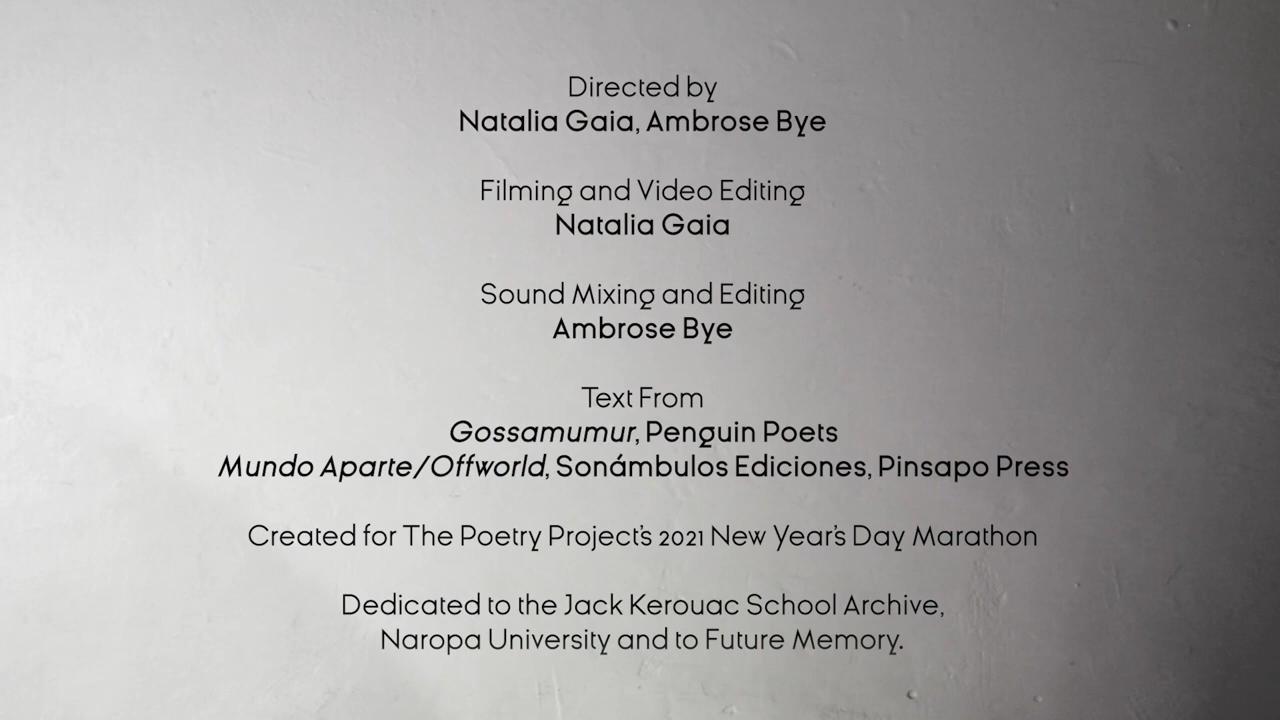 Directed by
Natalia Gaia, Ambrose Bye
Filming and Video Editing
Natalia Gaia
Sound Mixing and Editing
Ambrose Bye
Text From
Gossamumur, Penguin Poets
Mundo Aparte/Offworld, Sonámbulos Ediciones, Pinsapo Press
Created for The Poetry Project's 2021 New Year's Day Marathon
Dedicated to the Jack Kerouac School Archive,
Naropa University and to Future Memory.